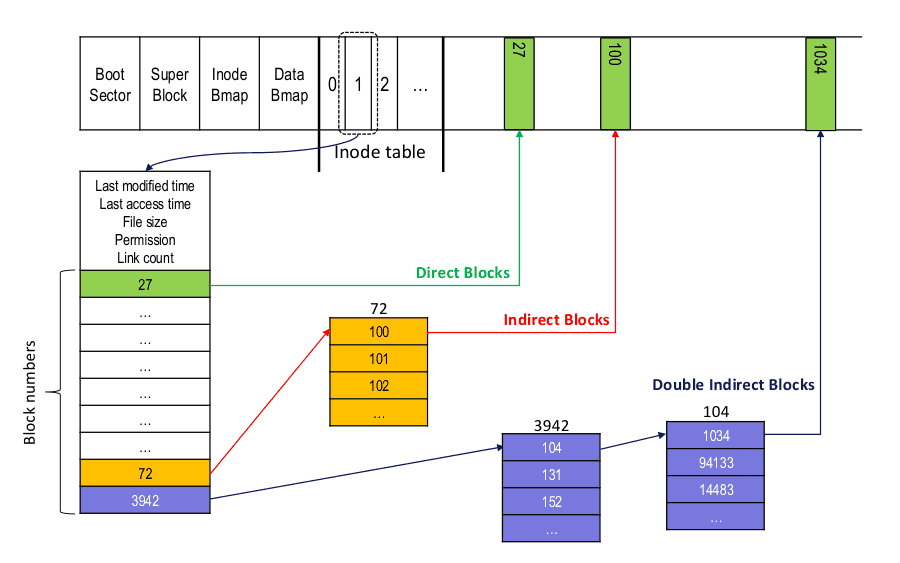 Boot
Sector
Super
Block
Inode
Bmap
Data
Bmap
0
1
2
...
27
100
1034
Inode table
Last modified time
Last access time
File size
Permission
Link count
27
...
...
...
...
...
...
72
3942
Block numbers
Direct Blocks
72
100
101
102
...
Indirect Blocks
Double Indirect Blocks
3942
104
131
152
...
104
1034
94133
14483
...